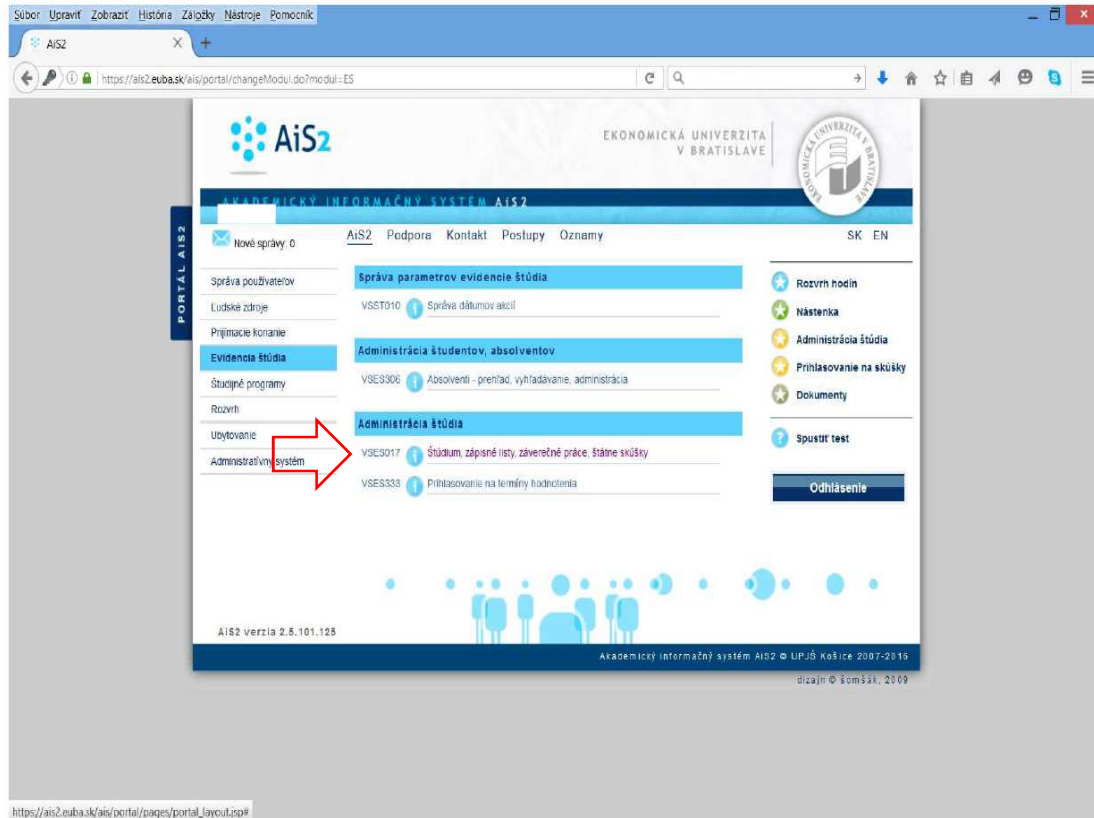 Súbor Upraviť Zobraziť História Záložky Nástroje Pomocník
AiS2
https://ais2.euba.sk/ais/portal/changeModul.do?modul=ES
AiS2
EKONOMICKÁ UNIVERZITA
V BRATISLAVE
EKONOMICKÁ UNIVERZITA V BRATISLAVE
AKADEMICKÝ INFORMAČNÝ SYSTÉM AiS2
PORTÁL AIS2
Nové správy: 0
AiS2 Podpora Kontakt Postupy Oznamy
SK EN
Správa používateľov
Ľudské zdroje
Prijímacie konanie
Evidencia štúdia
Študijné programy
Rozvrh
Ubytovanie
Administratívny systém
Správa parametrov evidencie štúdia
VSST010 Správa dátumov akcií
Administrácia študentov, absolventov
VSES306 Absolventi - prehľad, vyhľadávanie, administrácia
Administrácia štúdia
VSES017 Štúdium, zápisné listy, záverečné práce, štátne skúšky
VSES333 Prihlasovanie na termíny hodnotenia
Rozvrh hodín
Nástenka
Administrácia štúdia
Prihlasovanie na skúšky
Dokumenty
Spustiť test
Odhlásenie
AiS2 verzia 2.5.101.125
Akademický informačný systém AiS2 © UPJŠ Košice 2007-2016
dizajn © šomšák, 2009
https://ais2.euba.sk/ais/portal/pages/portal_layout.jsp#